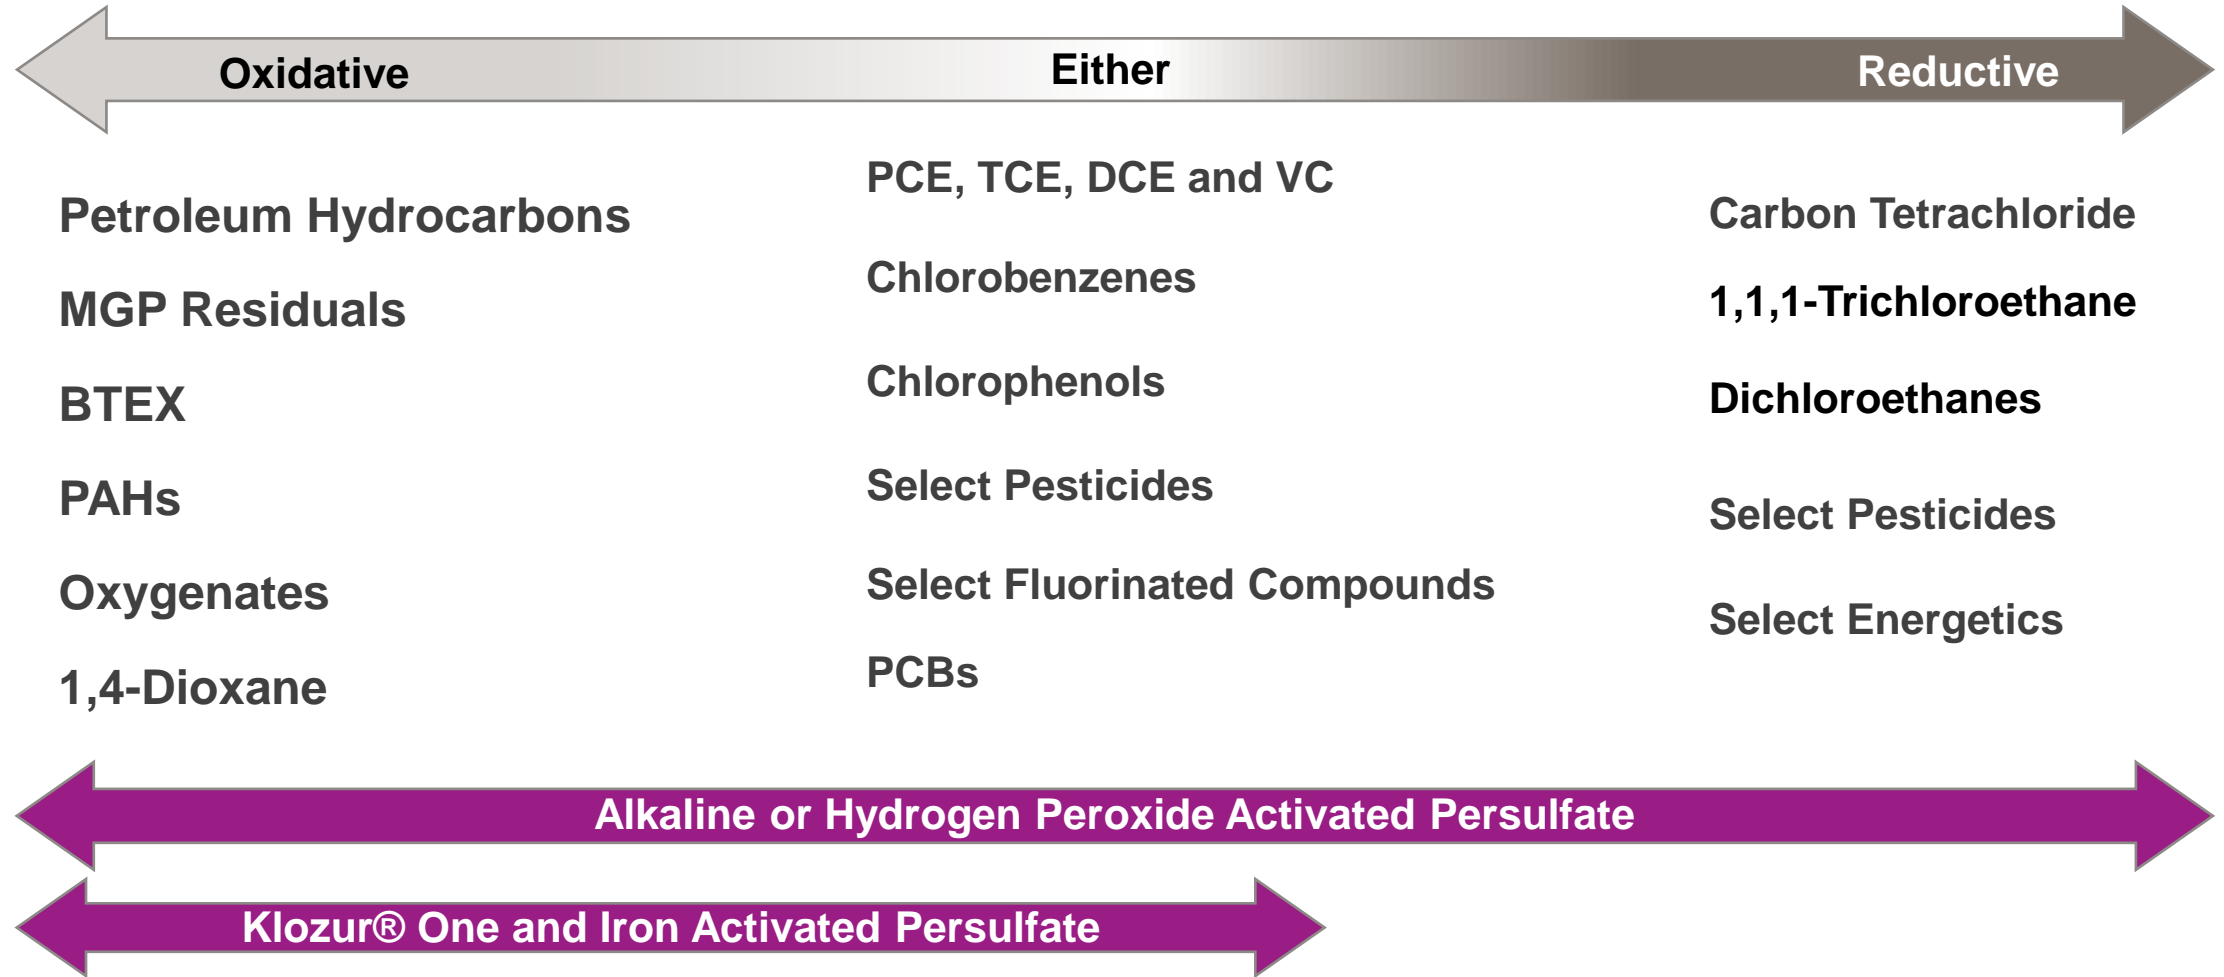 Oxidative
Either
Reductive
Petroleum Hydrocarbons
MGP Residuals
BTEX
PAHs
Oxygenates
1,4-Dioxane
PCE, TCE, DCE and VC
Chlorobenzenes
Chlorophenols
Select Pesticides
Select Fluorinated Compounds
PCBs
Carbon Tetrachloride
1,1,1-Trichloroethane
Dichloroethanes
Select Pesticides
Select Energetics
Alkaline or Hydrogen Peroxide Activated Persulfate
Klozur® One and Iron Activated Persulfate